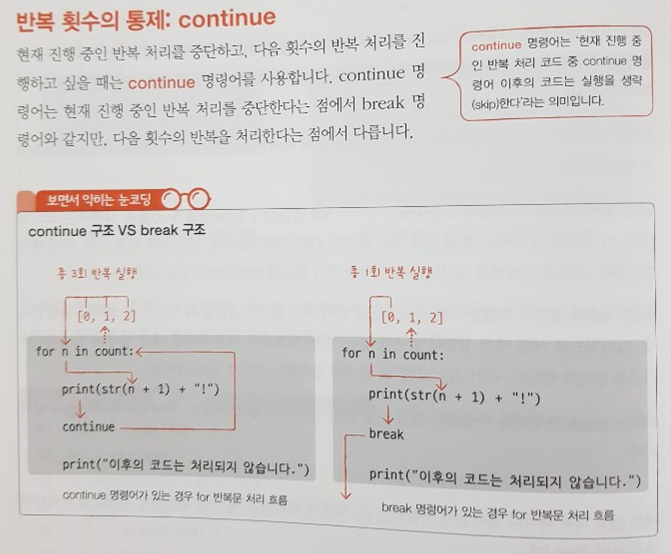 반복 횟수의 통제: continue
현재 진행 중인 반복 처리를 중단하고, 다음 횟수의 반복 처리를 진
행하고 싶을 때는 continue 명령어를 사용합니다. continue 명
령어는 현재 진행 중인 반복 처리를 중단한다는 점에서 break 명
령어와 같지만, 다음 횟수의 반복을 처리한다는 점에서 다릅니다.
continue 명령어는 '현재 진행 중
인 반복 처리 코드 중 continue 명
령어 이후의 코드는 실행을 생략
(skip)한다'라는 의미입니다.
보면서 익히는 눈코딩
continue 구조 VS break 구조
총 3회 반복 실행
[0, 1, 2]
for n in count:
print(str(n + 1) + "!")
continue
print("이후의 코드는 처리되지 않습니다.")
continue 명령어가 있는 경우 for 반복문 처리 흐름
총 1회 반복 실행
[0, 1, 2]
for n in count:
print(str(n + 1) + "!")
break
print("이후의 코드는 처리되지 않습니다.")
break 명령어가 있는 경우 for 반복문 처리 흐름